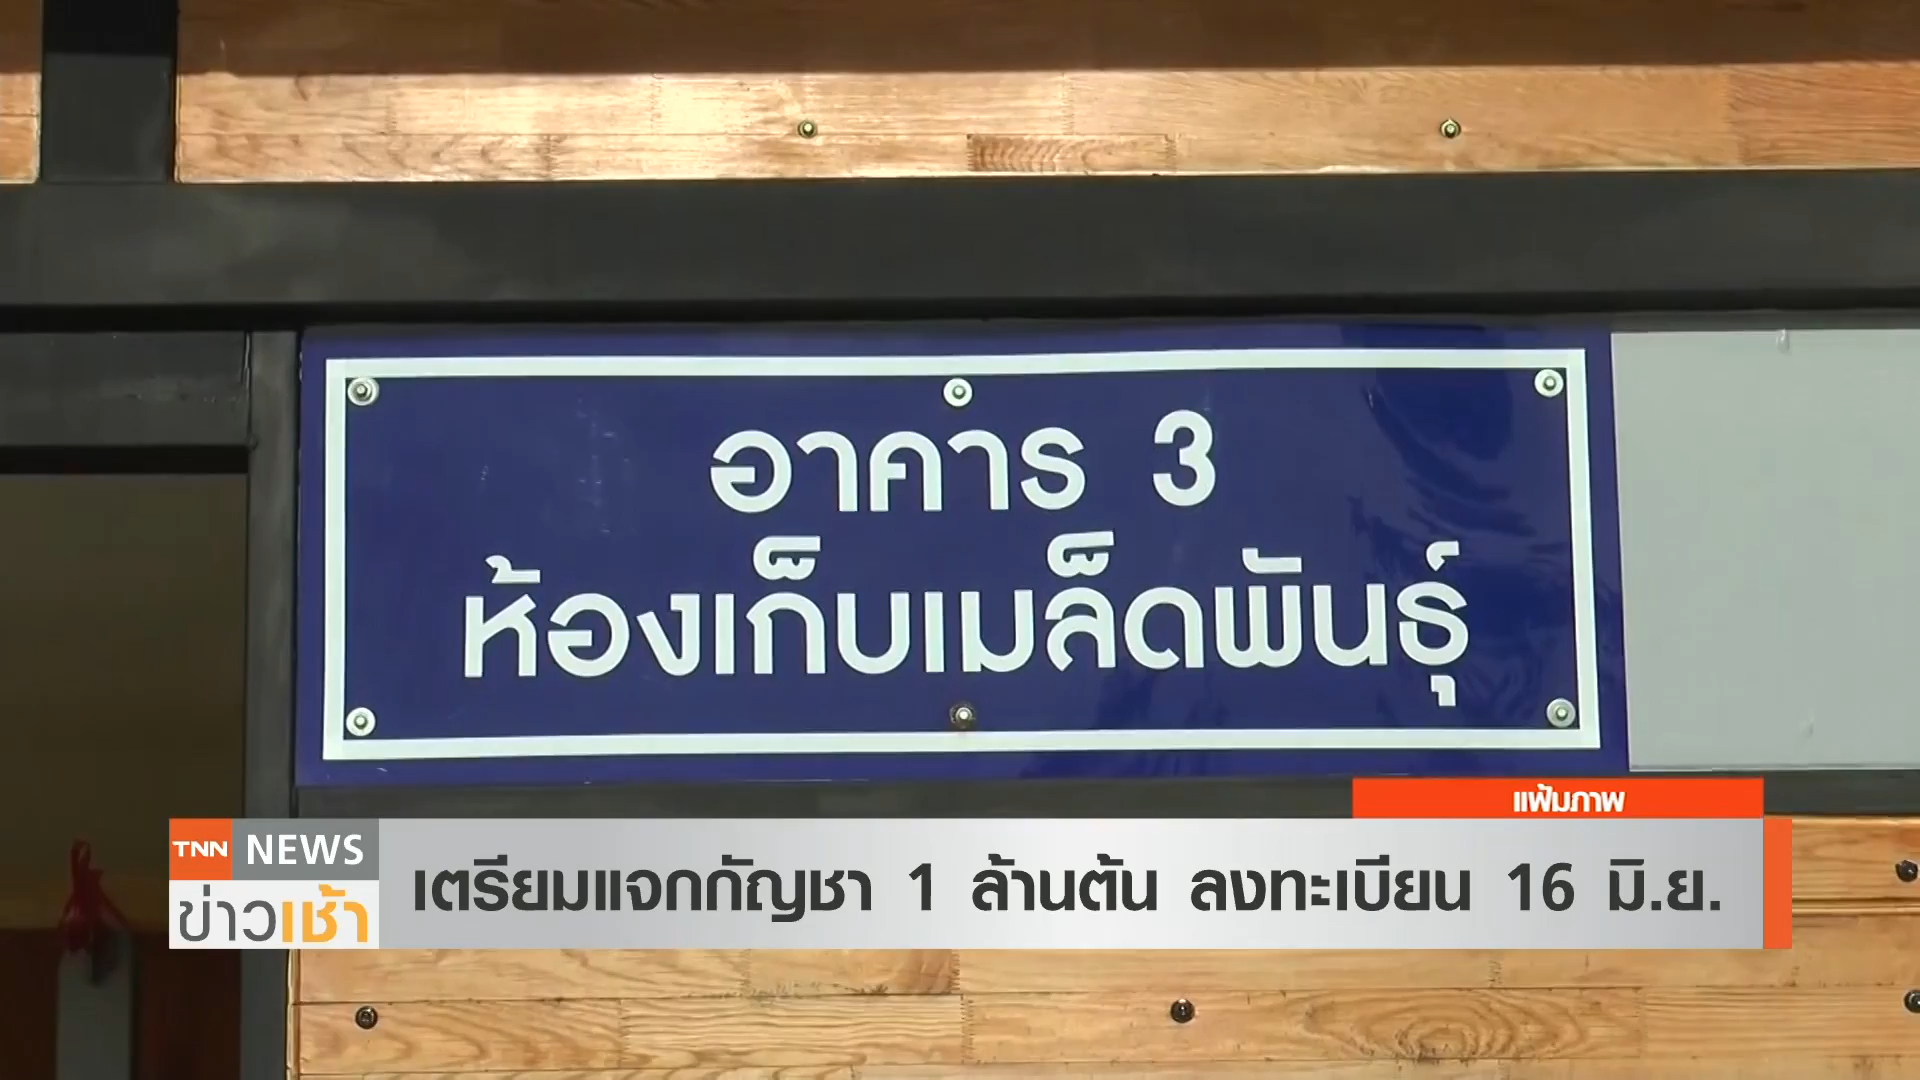 อาคาร 3
ห้องเก็บเมล็ดพันธุ์
แฟ้มภาพ
TNN NEWS
ข่าวเช้า
เตรียมแจกกัญชา 1 ล้านต้น ลงทะเบียน 16 มิ.ย.